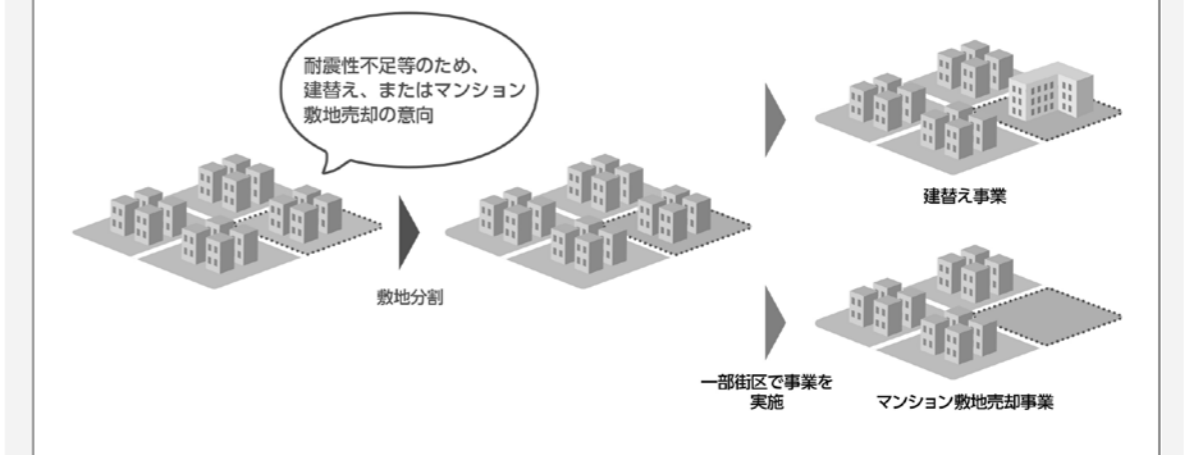 耐震性不足等のため、
建替え、またはマンション
敷地売却の意向
敷地分割
建替え事業
一部街区で事業を
実施
マンション敷地売却事業